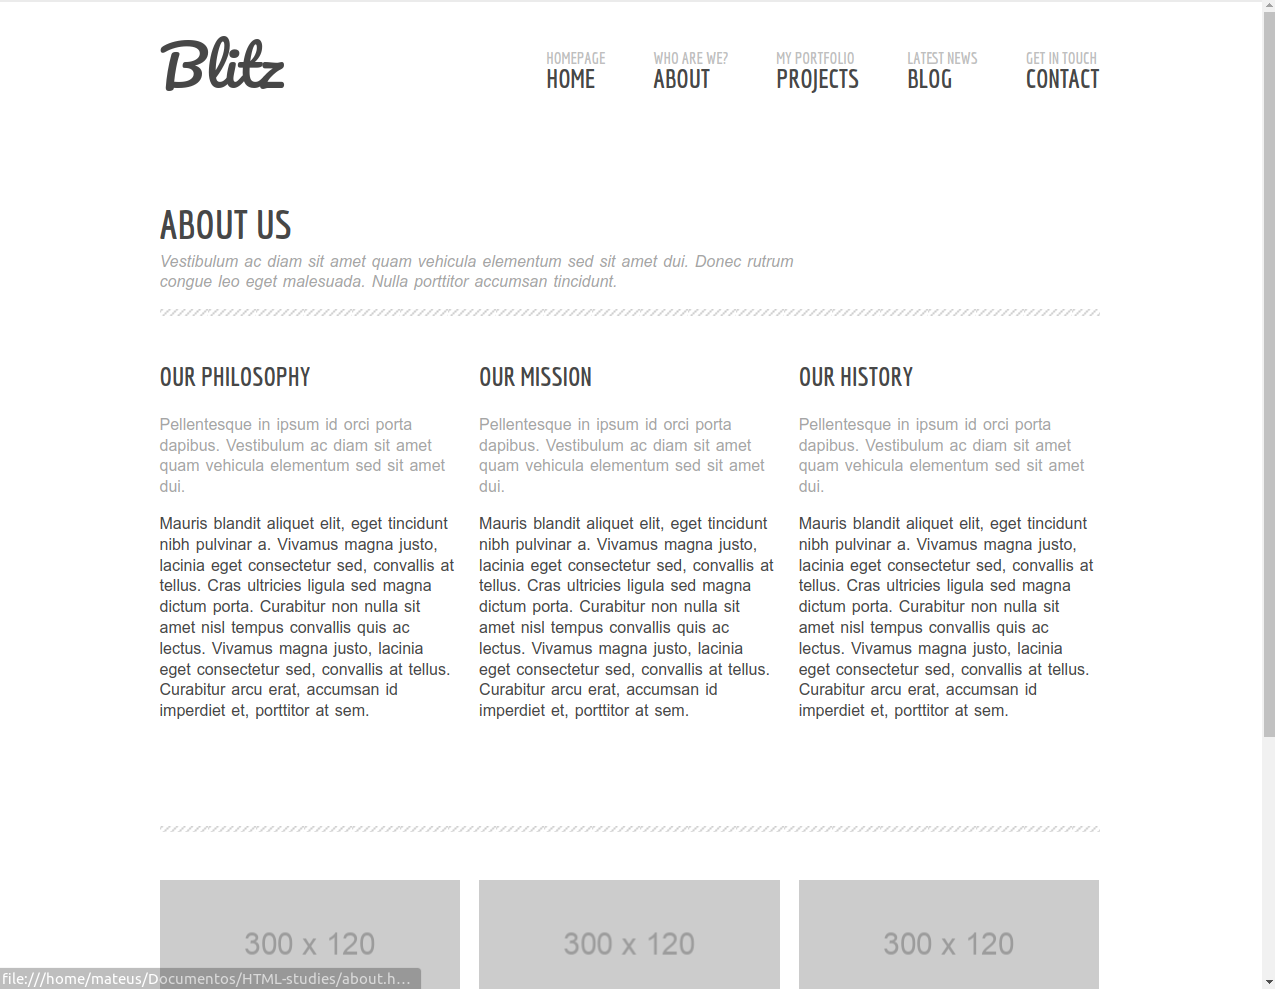 Blitz
HOMEPAGE WHO ARE WE? MY PORTFOLIO LATEST NEWS GET IN TOUCH
HOME ABOUT PROJECTS BLOG CONTACT
ABOUT US
Vestibulum ac diam sit amet quam vehicula elementum sed sit amet dui. Donec rutrum
congue leo eget malesuada. Nulla porttitor accumsan tincidunt.
OUR PHILOSOPHY
Pellentesque in ipsum id orci porta
dapibus. Vestibulum ac diam sit amet
quam vehicula elementum sed sit amet
dui.
Mauris blandit aliquet elit, eget tincidunt
nibh pulvinar a. Vivamus magna justo,
lacinia eget consectetur sed, convallis at
tellus. Cras ultricies ligula sed magna
dictum porta. Curabitur non nulla sit
amet nisl tempus convallis quis ac
lectus. Vivamus magna justo, lacinia
eget consectetur sed, convallis at tellus.
Curabitur arcu erat, accumsan id
imperdiet et, porttitor at sem.
OUR MISSION
Pellentesque in ipsum id orci porta
dapibus. Vestibulum ac diam sit amet
quam vehicula elementum sed sit amet
dui.
Mauris blandit aliquet elit, eget tincidunt
nibh pulvinar a. Vivamus magna justo,
lacinia eget consectetur sed, convallis at
tellus. Cras ultricies ligula sed magna
dictum porta. Curabitur non nulla sit
amet nisl tempus convallis quis ac
lectus. Vivamus magna justo, lacinia
eget consectetur sed, convallis at tellus.
Curabitur arcu erat, accumsan id
imperdiet et, porttitor at sem.
OUR HISTORY
Pellentesque in ipsum id orci porta
dapibus. Vestibulum ac diam sit amet
quam vehicula elementum sed sit amet
dui.
Mauris blandit aliquet elit, eget tincidunt
nibh pulvinar a. Vivamus magna justo,
lacinia eget consectetur sed, convallis at
tellus. Cras ultricies ligula sed magna
dictum porta. Curabitur non nulla sit
amet nisl tempus convallis quis ac
lectus. Vivamus magna justo, lacinia
eget consectetur sed, convallis at tellus.
Curabitur arcu erat, accumsan id
imperdiet et, porttitor at sem.
300 x 120 300 x 120 300 x 120
file:///home/mateus/Documentos/HTML-studies/about.h...